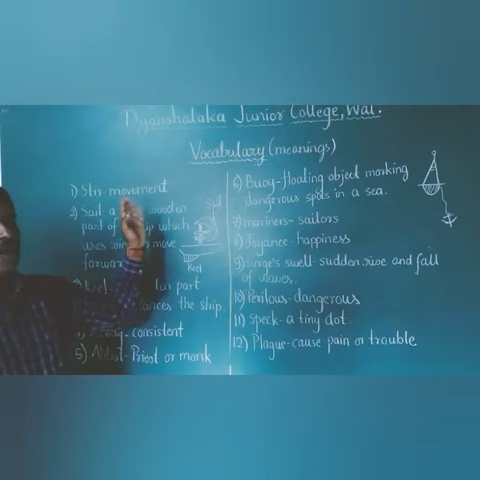 Dyanshalaka Junior College, Wai.
Vocabulary (meanings)
1) Stir- movement
2) Sail a wooden
part of which
uses move
forward
part
the ship.
consistent
5) Abbot- Priest or monk
Sail
Keel
6) Buoy- floating object marking
dangerous spots in a sea.
7) mariners- sailors
8) Joyance- happiness
9) swell- sudden rise and fall
of waves.
10) Perilous- dangerous
11) Speck- a tiny dot.
12) Plague- cause pain or trouble